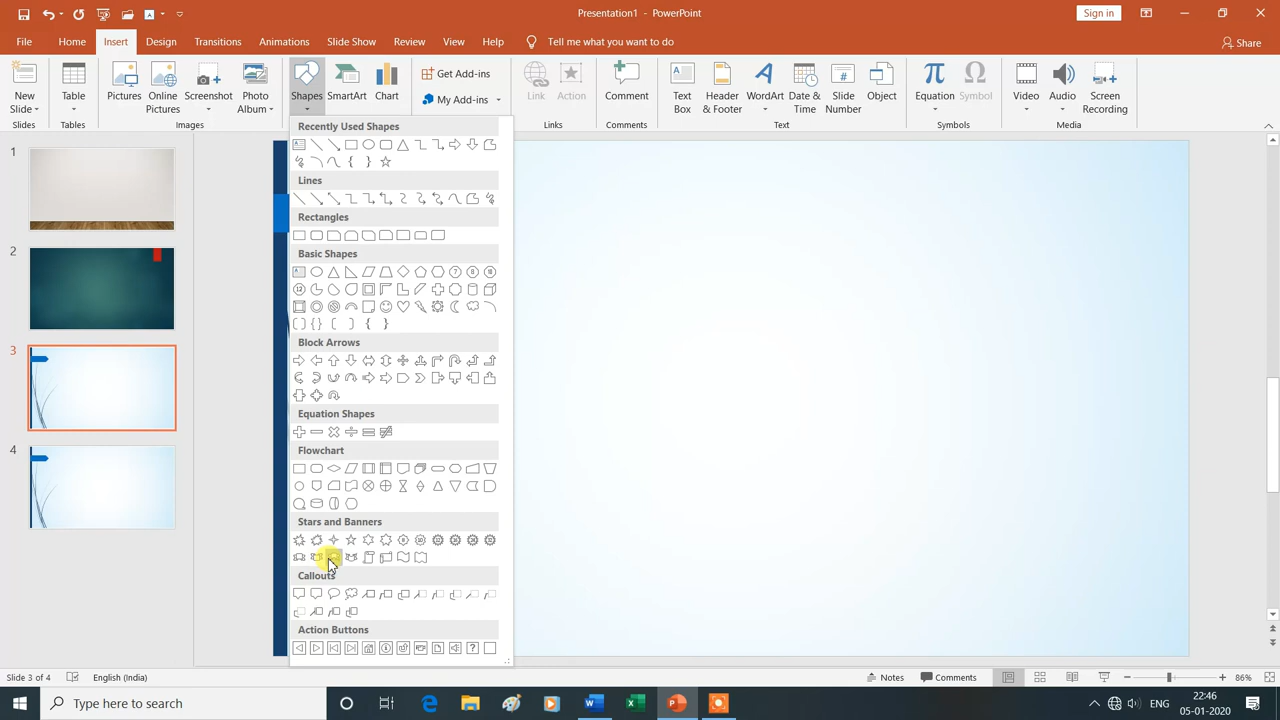 Presentation1 - PowerPoint
Sign in
File Home Insert Design Transitions Animations Slide Show Review View Help Tell me what you want to do Share
New Slide
Slides
Table
Tables
Pictures
Online Pictures
Screenshot
Photo Album
Images
Shapes
SmartArt
Chart
Get Add-ins
My Add-ins
Link
Action
Links
Comment
Comments
Text Box
Header & Footer
WordArt
Date & Time
Slide Number
Object
Text
Equation
Symbol
Symbols
Video
Audio
Screen Recording
Media
Recently Used Shapes
Lines
Rectangles
Basic Shapes
Block Arrows
Equation Shapes
Flowchart
Stars and Banners
Callouts
Action Buttons
1
2
3
4
Slide 3 of 4 English (India) Notes Comments 86%
Type here to search
ENG
22:46
05-01-2020